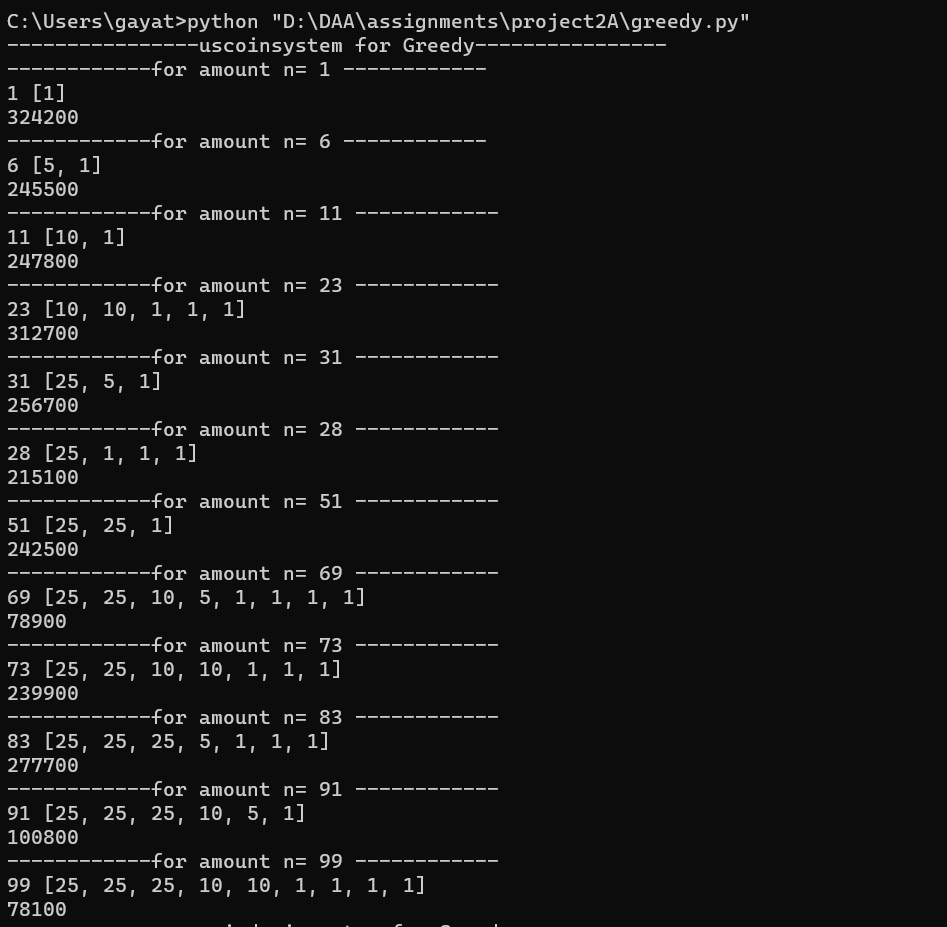 C:\Users\gayat>python "D:\DAA\assignments\project2A\greedy.py"
----------------uscoinsystem for Greedy----------------
------------for amount n= 1 ------------
1 [1]
324200
------------for amount n= 6 ------------
6 [5, 1]
245500
------------for amount n= 11 ------------
11 [10, 1]
247800
------------for amount n= 23 ------------
23 [10, 10, 1, 1, 1]
312700
------------for amount n= 31 ------------
31 [25, 5, 1]
256700
------------for amount n= 28 ------------
28 [25, 1, 1, 1]
215100
------------for amount n= 51 ------------
51 [25, 25, 1]
242500
------------for amount n= 69 ------------
69 [25, 25, 10, 5, 1, 1, 1, 1]
78900
------------for amount n= 73 ------------
73 [25, 25, 10, 10, 1, 1, 1]
239900
------------for amount n= 83 ------------
83 [25, 25, 25, 5, 1, 1, 1]
277700
------------for amount n= 91 ------------
91 [25, 25, 25, 10, 5, 1]
100800
------------for amount n= 99 ------------
99 [25, 25, 25, 10, 10, 1, 1, 1, 1]
78100